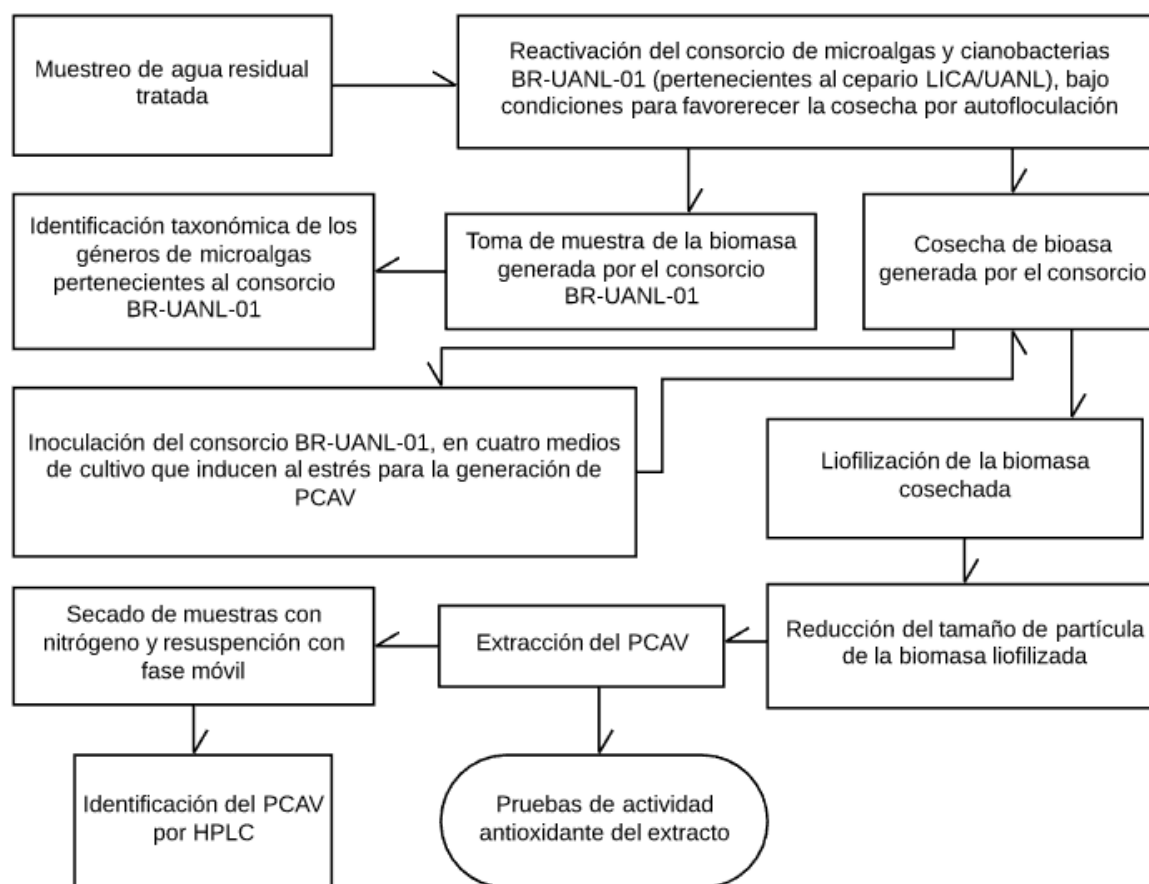 Muestreo de agua residual
tratada
Reactivación del consorcio de microalgas y cianobacterias
BR-UANL-01 (pertenecientes al cepario LICA/UANL), bajo
condiciones para favorerecer la cosecha por autofloculación
Identificación taxonómica de los
géneros de microalgas
pertenecientes al consorcio
BR-UANL-01
Toma de muestra de la biomasa
generada por el consorcio
BR-UANL-01
Cosecha de bioasa
generada por el consorcio
Inoculación del consorcio BR-UANL-01, en cuatro medios
de cultivo que inducen al estrés para la generación de
PCAV
Liofilización de la biomasa
cosechada
Secado de muestras con
nitrógeno y resuspención con
fase móvil
Extracción del PCAV
Reducción del tamaño de partícula
de la biomasa liofilizada
Identificación del PCAV
por HPLC
Pruebas de actividad
antioxidante del extracto